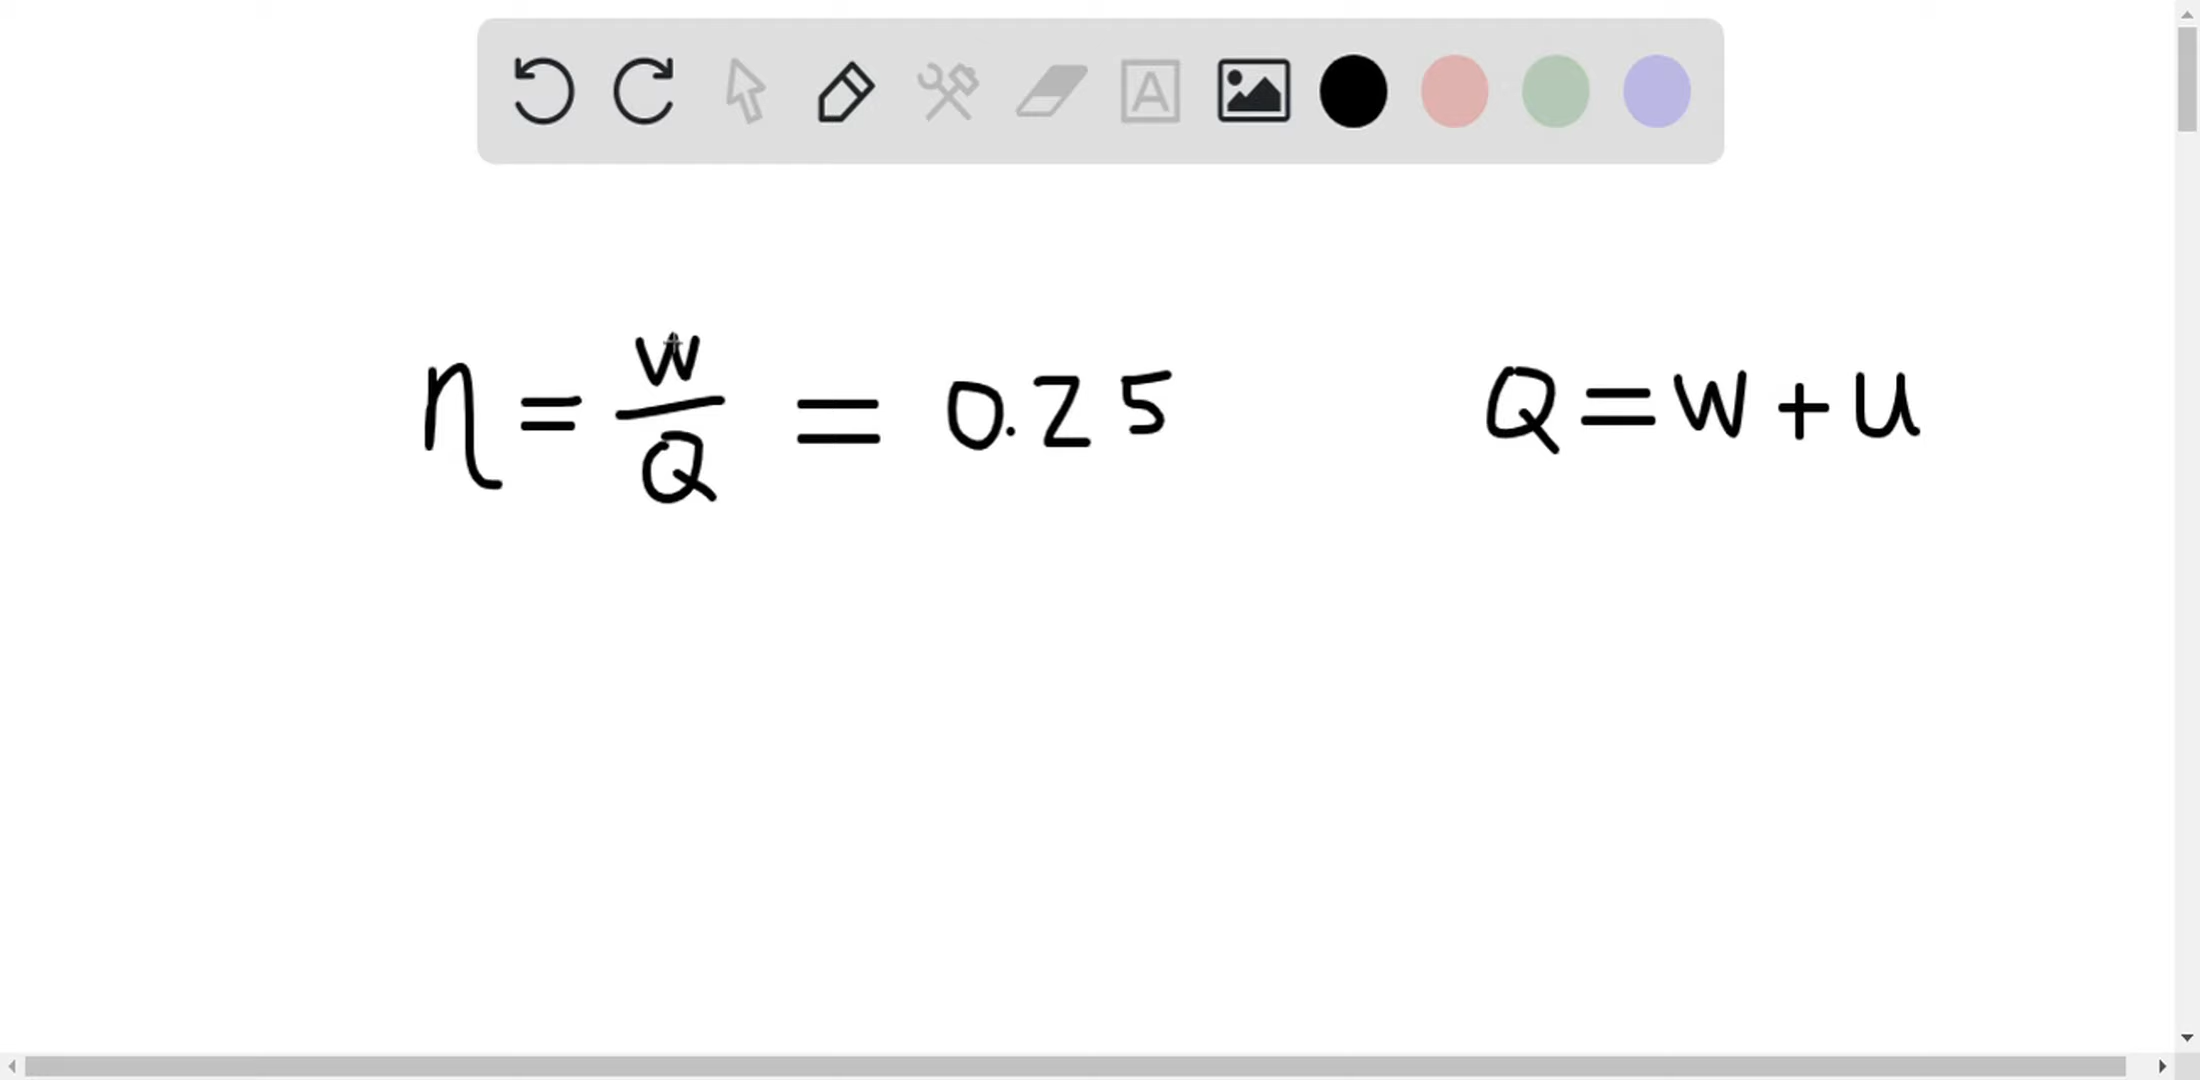 A
η = W/Q = 0.25
Q = W + U